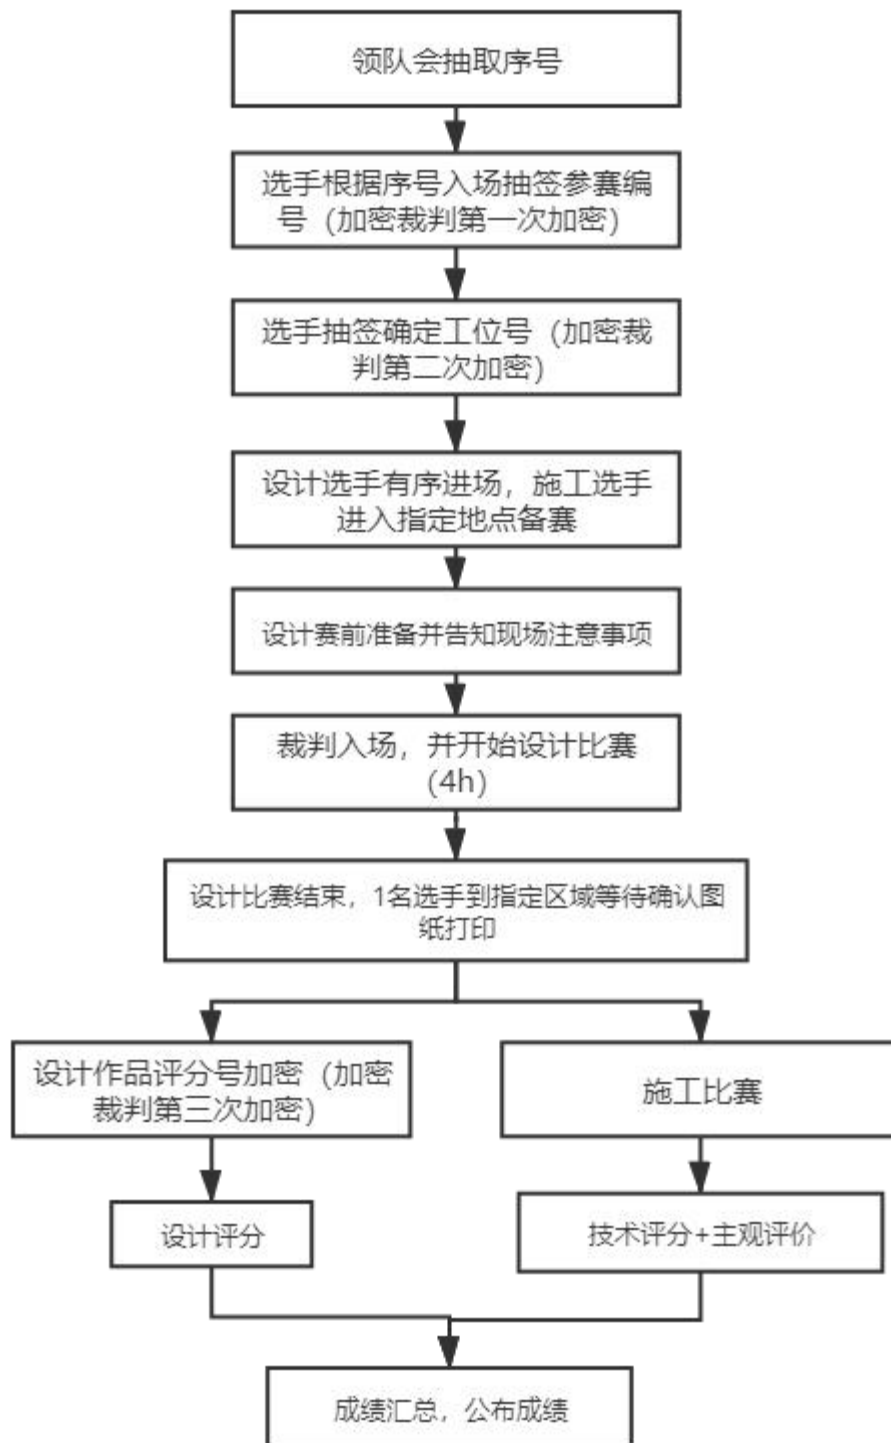 领队会抽取序号
选手根据序号入场抽签参赛编
号（加密裁判第一次加密）
选手抽签确定工位号（加密裁
判第二次加密）
设计选手有序进场，施工选手
进入指定地点备赛
设计赛前准备并告知现场注意事项
裁判入场，并开始设计比赛
（4h）
设计比赛结束，1名选手到指定区域等待确认图
纸打印
设计作品评分号加密（加密
裁判第三次加密）
施工比赛
设计评分
技术评分+主观评价
成绩汇总，公布成绩